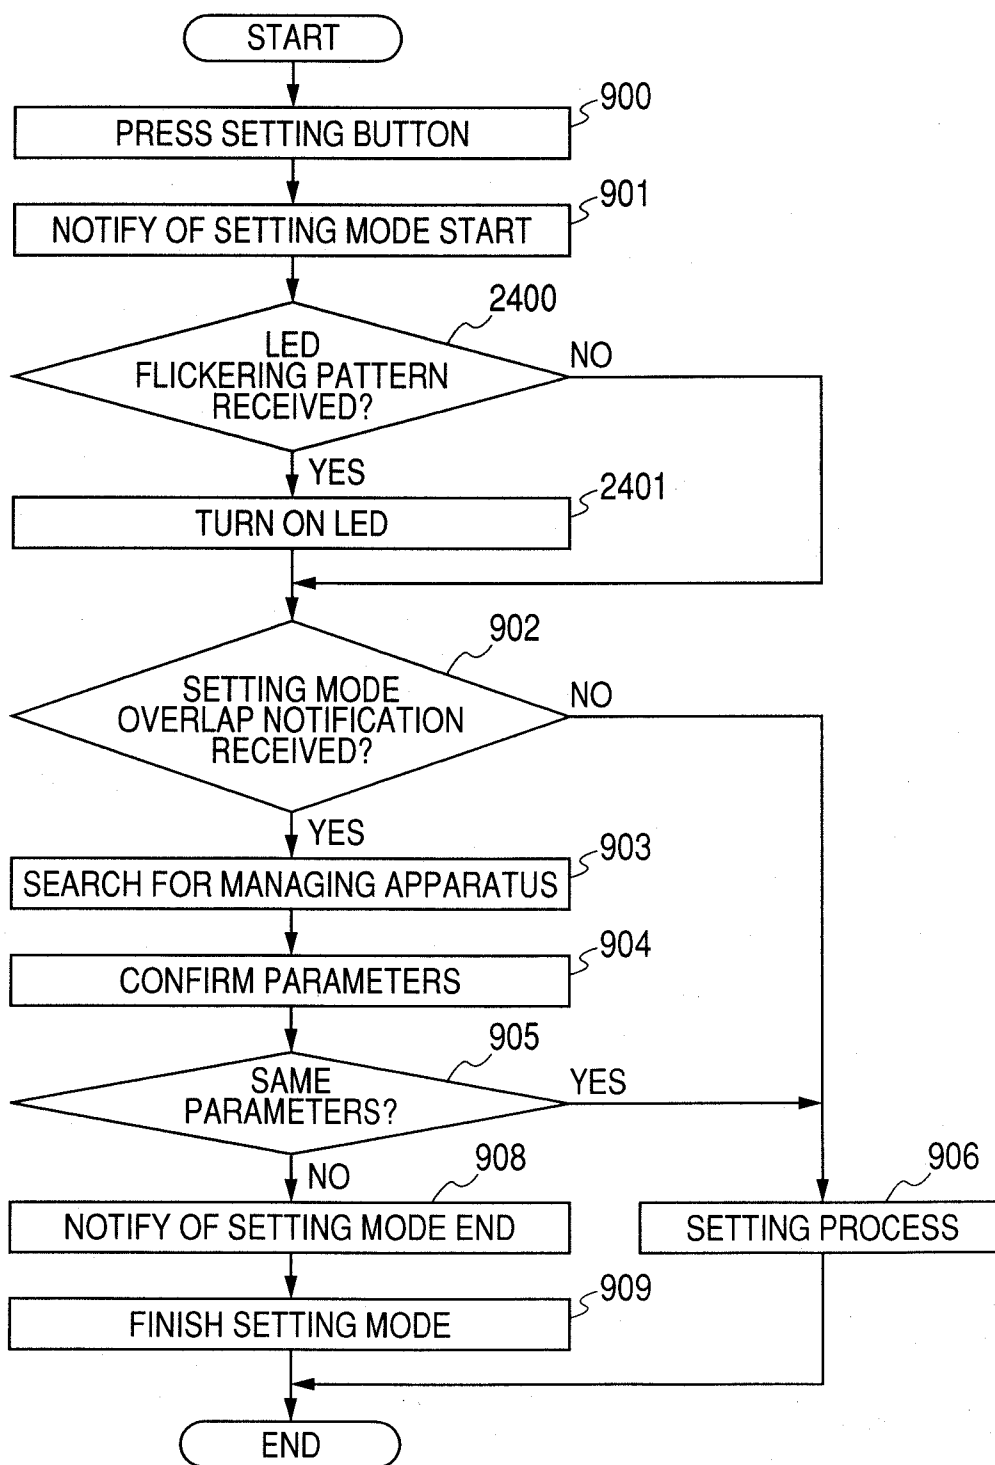 START
900
PRESS SETTING BUTTON
901
NOTIFY OF SETTING MODE START
2400
LED
FLICKERING PATTERN
RECEIVED?
NO
YES
2401
TURN ON LED
902
SETTING MODE
OVERLAP NOTIFICATION
RECEIVED?
NO
YES
903
SEARCH FOR MANAGING APPARATUS
904
CONFIRM PARAMETERS
905
SAME
PARAMETERS?
YES
NO
908
NOTIFY OF SETTING MODE END
906
SETTING PROCESS
909
FINISH SETTING MODE
END